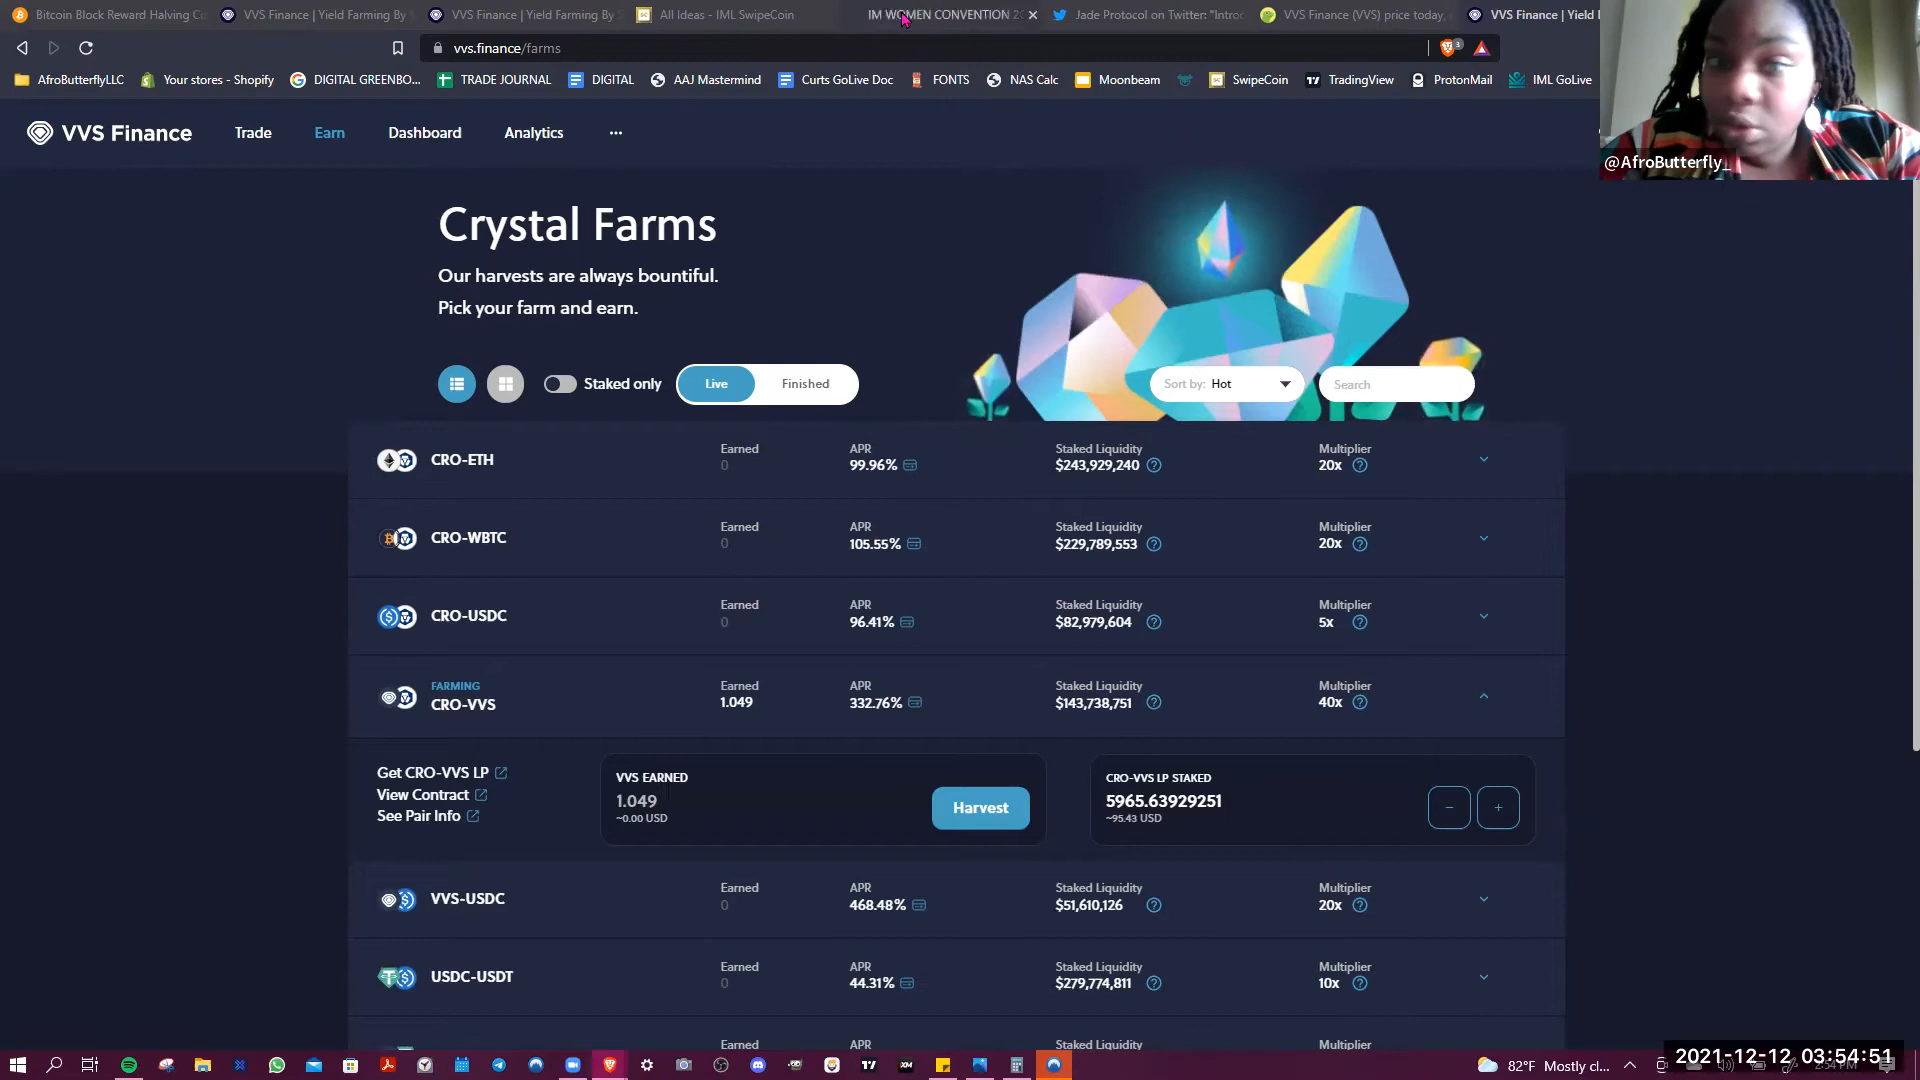 Bitcoin Block Reward Halving Co
VVS Finance | Yield Farming By S
VVS Finance | Yield Farming By S
All Ideas - IML SwipeCoin
IM WOMEN CONVENTION 20
Jade Protocol on Twitter: "Introd
VVS Finance (VVS) price today,
VVS Finance | Yield
vvs.finance/farms
3
AfroButterflyLLC
Your stores - Shopify
DIGITAL GREENBO...
TRADE JOURNAL
DIGITAL
AAJ Mastermind
Curts GoLive Doc
FONTS
NAS Calc
Moonbeam
SwipeCoin
TradingView
ProtonMail
IML GoLive
@AfroButterfly_
VVS Finance
Trade
Earn
Dashboard
Analytics
...
Crystal Farms
Our harvests are always bountiful.
Pick your farm and earn.
Staked only
Live
Finished
Sort by: Hot
Search
CRO-ETH
Earned
0
APR
99.96%
Staked Liquidity
$243,929,240
Multiplier
20x
CRO-WBTC
Earned
0
APR
105.55%
Staked Liquidity
$229,789,553
Multiplier
20x
CRO-USDC
Earned
0
APR
96.41%
Staked Liquidity
$82,979,604
Multiplier
5x
FARMING
CRO-VVS
Earned
1.049
APR
332.76%
Staked Liquidity
$143,738,751
Multiplier
40x
Get CRO-VVS LP
View Contract
See Pair Info
VVS EARNED
1.049
~0.00 USD
Harvest
CRO-VVS LP STAKED
5965.63929251
~95.43 USD
VVS-USDC
Earned
0
APR
468.48%
Staked Liquidity
$51,610,126
Multiplier
20x
USDC-USDT
Earned
0
APR
44.31%
Staked Liquidity
$279,774,811
Multiplier
10x
Earned
APR
Staked Liquidity
Multiplier
82°F Mostly cl...
2021-12-12 03:54:51